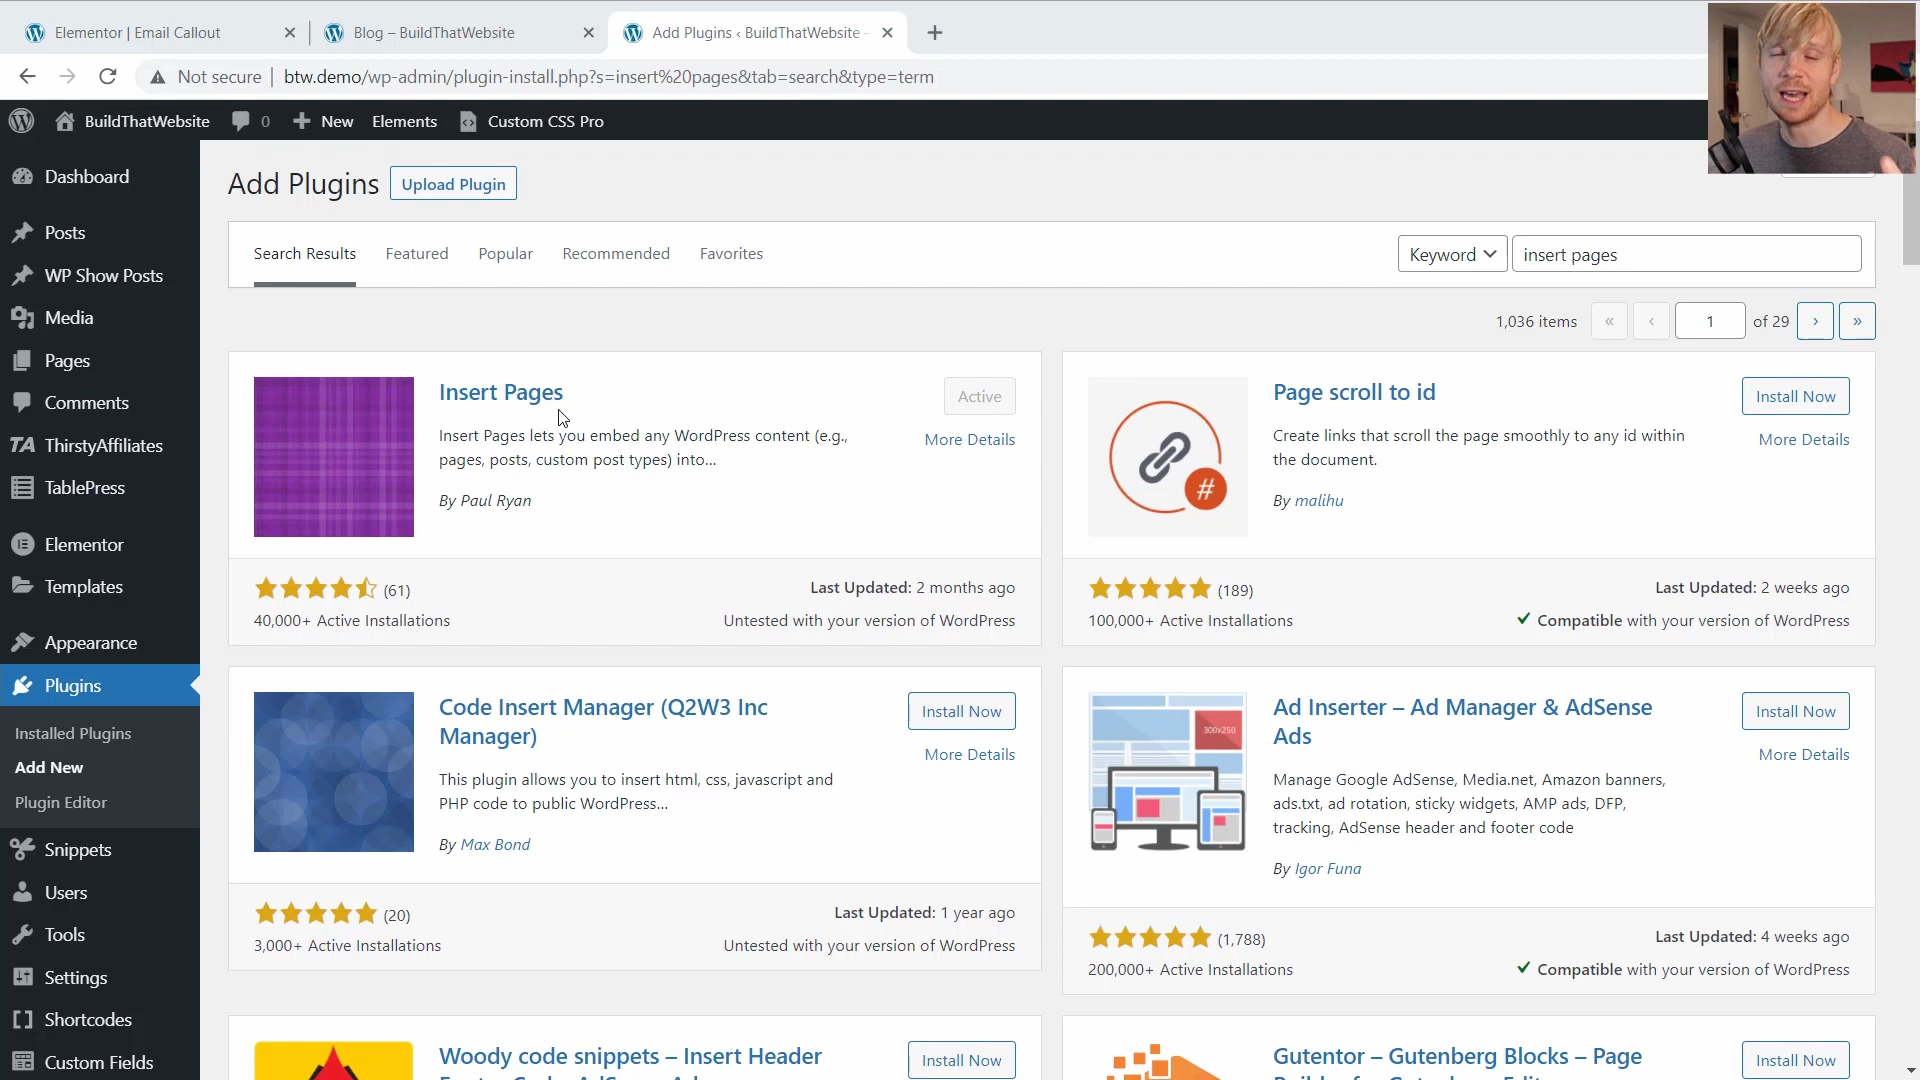 Elementor | Email Callout
Blog – BuildThatWebsite
Add Plugins ‹ BuildThatWebsite –
Not secure
btw.demo/wp-admin/plugin-install.php?s=insert%20pages&tab=search&type=term
BuildThatWebsite
0
New
Elements
Custom CSS Pro
Dashboard
Posts
WP Show Posts
Media
Pages
Comments
ThirstyAffiliates
TablePress
Elementor
Templates
Appearance
Plugins
Installed Plugins
Add New
Plugin Editor
Snippets
Users
Tools
Settings
Shortcodes
Custom Fields
Add Plugins
Upload Plugin
Search Results
Featured
Popular
Recommended
Favorites
Keyword
insert pages
1,036 items
«
‹
1
of 29
›
»
Insert Pages
Active
More Details
Insert Pages lets you embed any WordPress content (e.g.,
pages, posts, custom post types) into...
By Paul Ryan
(61)
40,000+ Active Installations
Last Updated: 2 months ago
Untested with your version of WordPress
Page scroll to id
Install Now
More Details
Create links that scroll the page smoothly to any id within
the document.
By malihu
#
(189)
100,000+ Active Installations
Last Updated: 2 weeks ago
Compatible with your version of WordPress
Code Insert Manager (Q2W3 Inc
Manager)
Install Now
More Details
This plugin allows you to insert html, css, javascript and
PHP code to public WordPress...
By Max Bond
(20)
3,000+ Active Installations
Last Updated: 1 year ago
Untested with your version of WordPress
300x250
Ad Inserter – Ad Manager & AdSense
Ads
Install Now
More Details
Manage Google AdSense, Media.net, Amazon banners,
ads.txt, ad rotation, sticky widgets, AMP ads, DFP,
tracking, AdSense header and footer code
By Igor Funa
(1,788)
200,000+ Active Installations
Last Updated: 4 weeks ago
Compatible with your version of WordPress
Woody code snippets – Insert Header
Install Now
Gutentor – Gutenberg Blocks – Page
Install Now